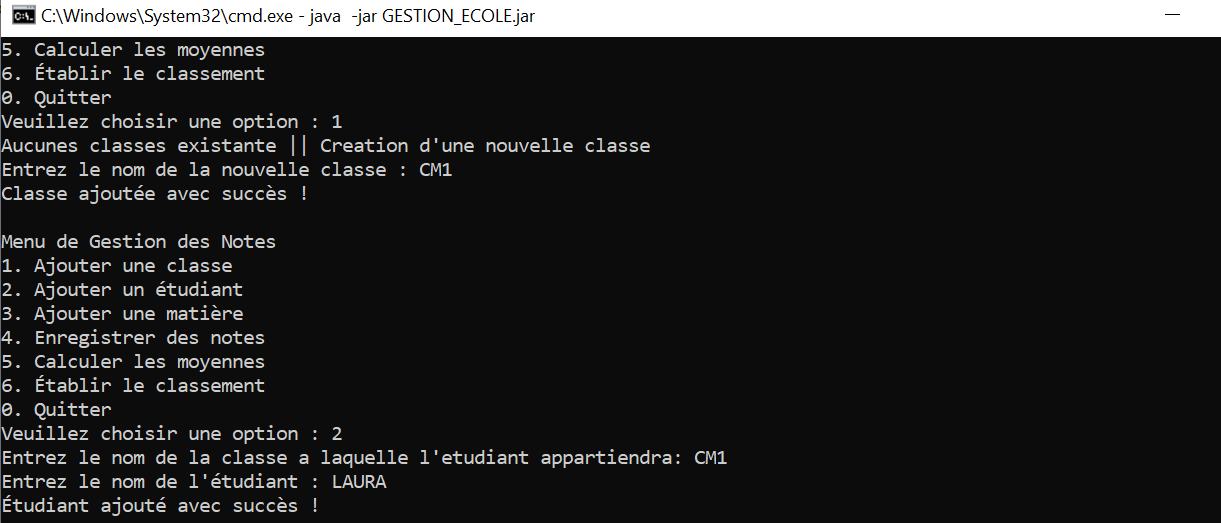 C:\Windows\System32\cmd.exe - java  -jar GESTION_ECOLE.jar
5. Calculer les moyennes
6. Établir le classement
0. Quitter
Veuillez choisir une option : 1
Aucunes classes existante || Creation d'une nouvelle classe
Entrez le nom de la nouvelle classe : CM1
Classe ajoutée avec succès !

Menu de Gestion des Notes
1. Ajouter une classe
2. Ajouter un étudiant
3. Ajouter une matière
4. Enregistrer des notes
5. Calculer les moyennes
6. Établir le classement
0. Quitter
Veuillez choisir une option : 2
Entrez le nom de la classe a laquelle l'etudiant appartiendra: CM1
Entrez le nom de l'étudiant : LAURA
Étudiant ajouté avec succès !